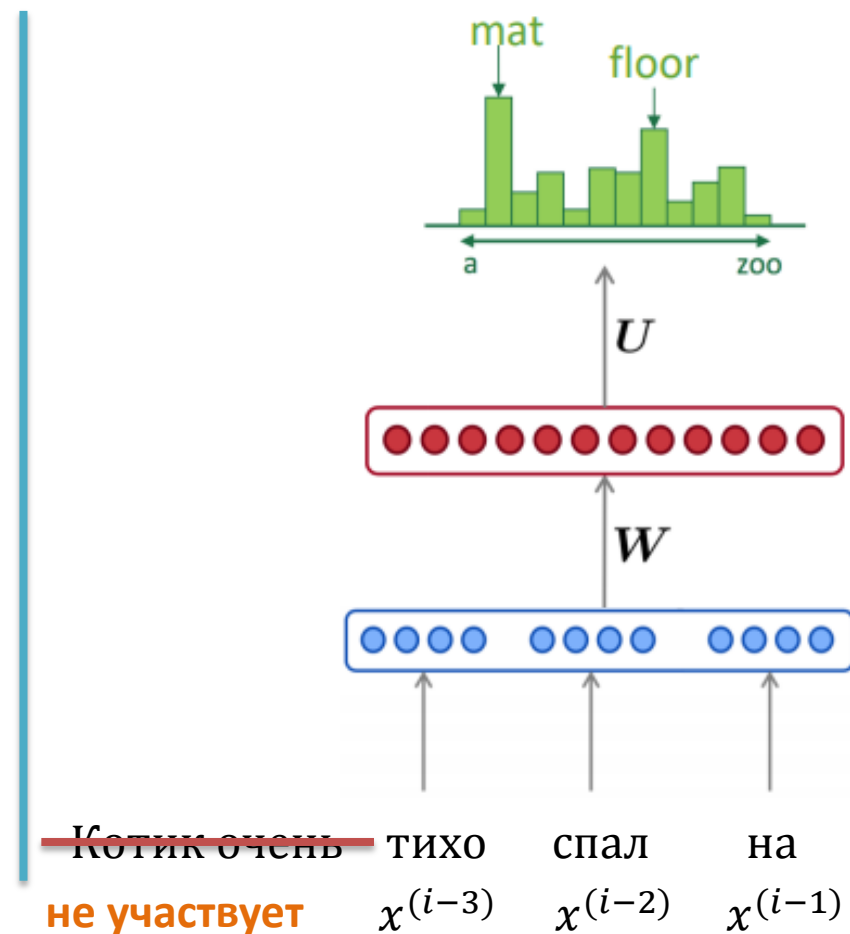 mat
floor
a zoo
U
W
Котик очень тихо спал на
не участвует x^{(i−3)} x^{(i−2)} x^{(i−1)}